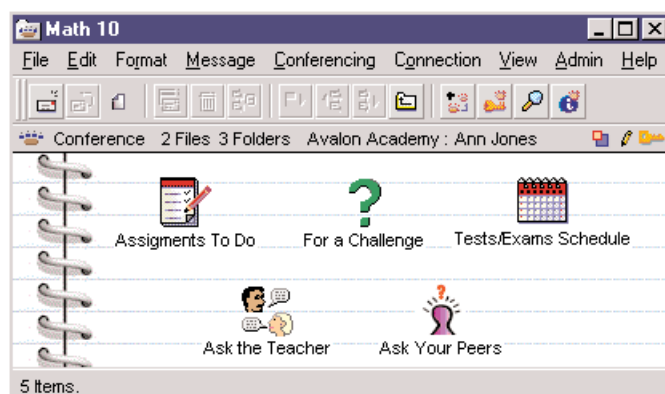 Math 10
File Edit Format Message Conferencing Connection View Admin Help
Conference 2 Files 3 Folders Avalon Academy : Ann Jones
Assigments To Do For a Challenge Tests/Exams Schedule
Ask the Teacher Ask Your Peers
5 Items.